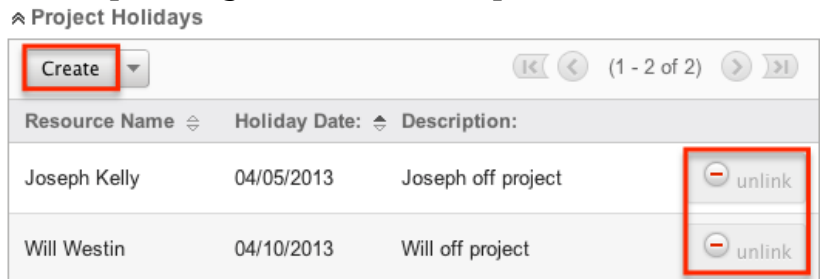 Project Holidays
Create (1 - 2 of 2)
Resource Name Holiday Date: Description:
Joseph Kelly 04/05/2013 Joseph off project unlink
Will Westin 04/10/2013 Will off project unlink